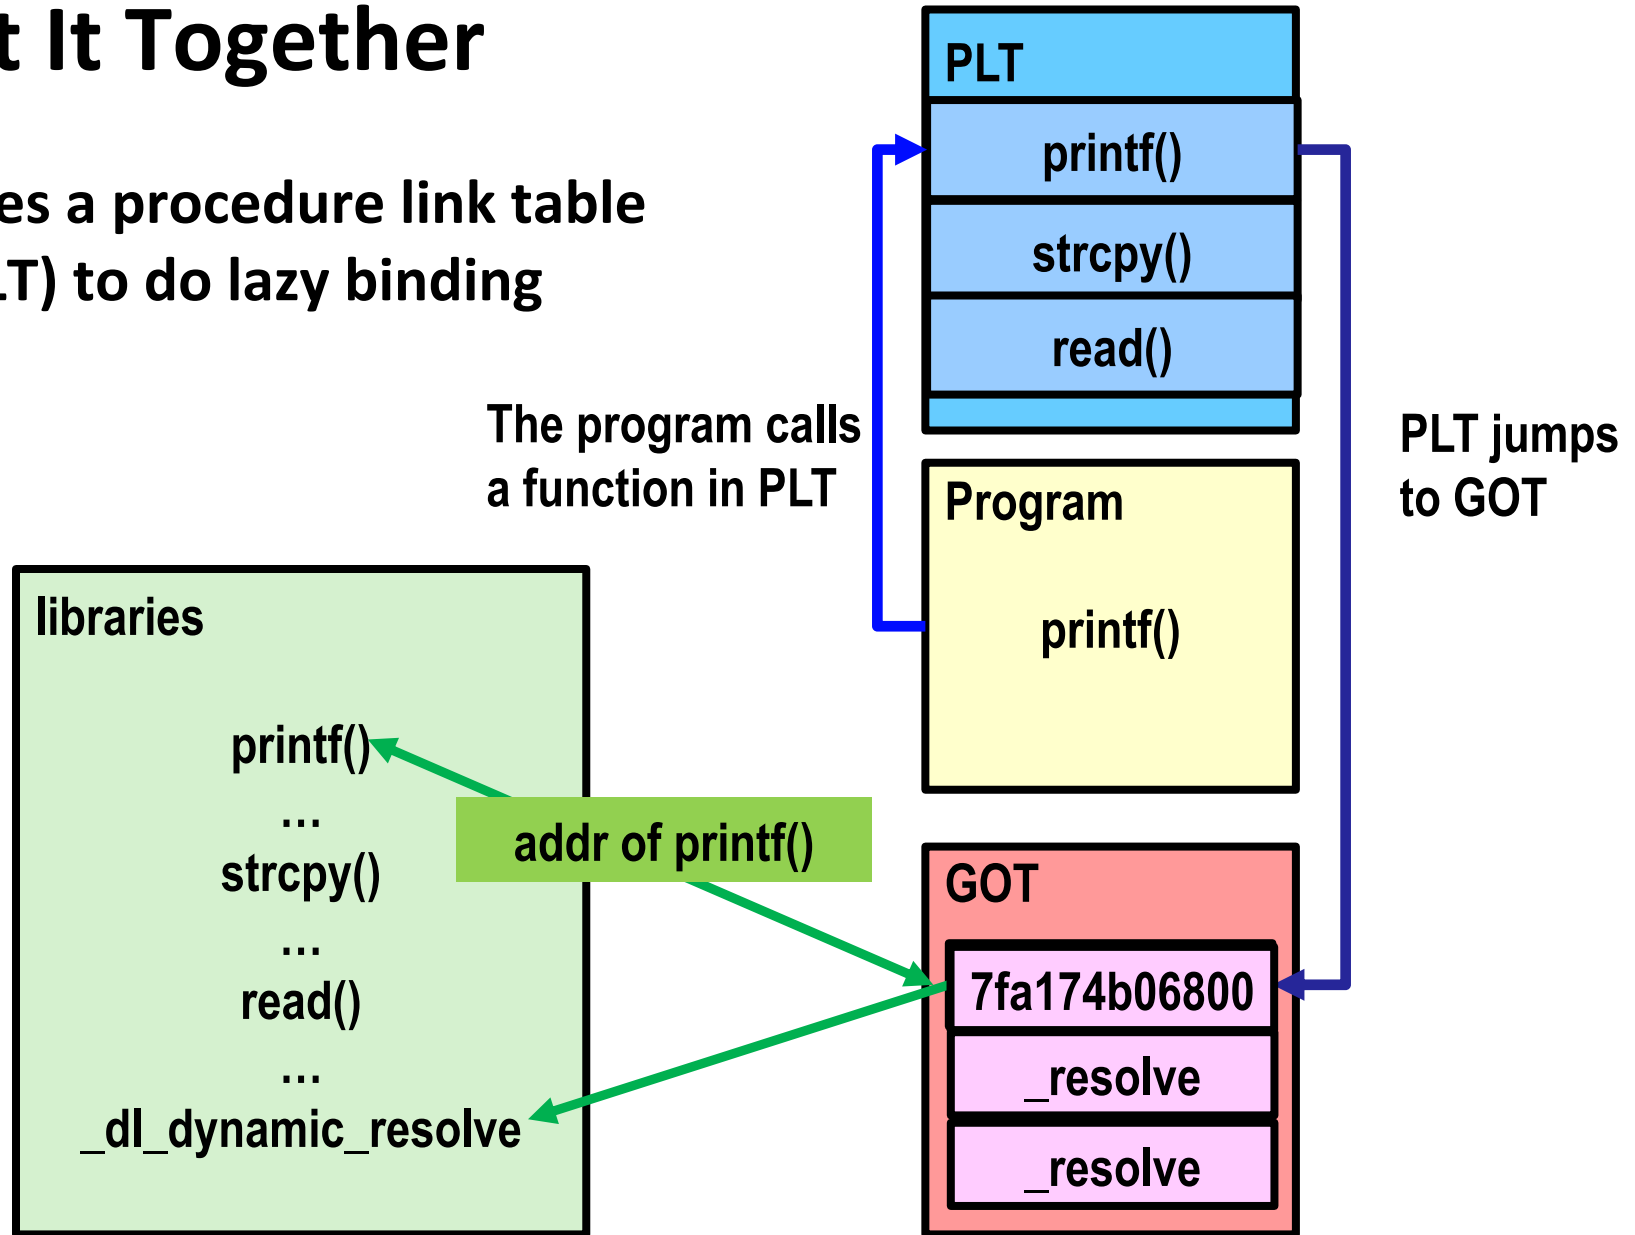 t It Together
es a procedure link table
LT) to do lazy binding
PLT
printf()
strcpy()
read()
The program calls
a function in PLT
PLT jumps
to GOT
Program
printf()
libraries
printf()
...
strcpy()
...
read()
...
_dl_dynamic_resolve
addr of printf()
GOT
7fa174b06800
_resolve
_resolve